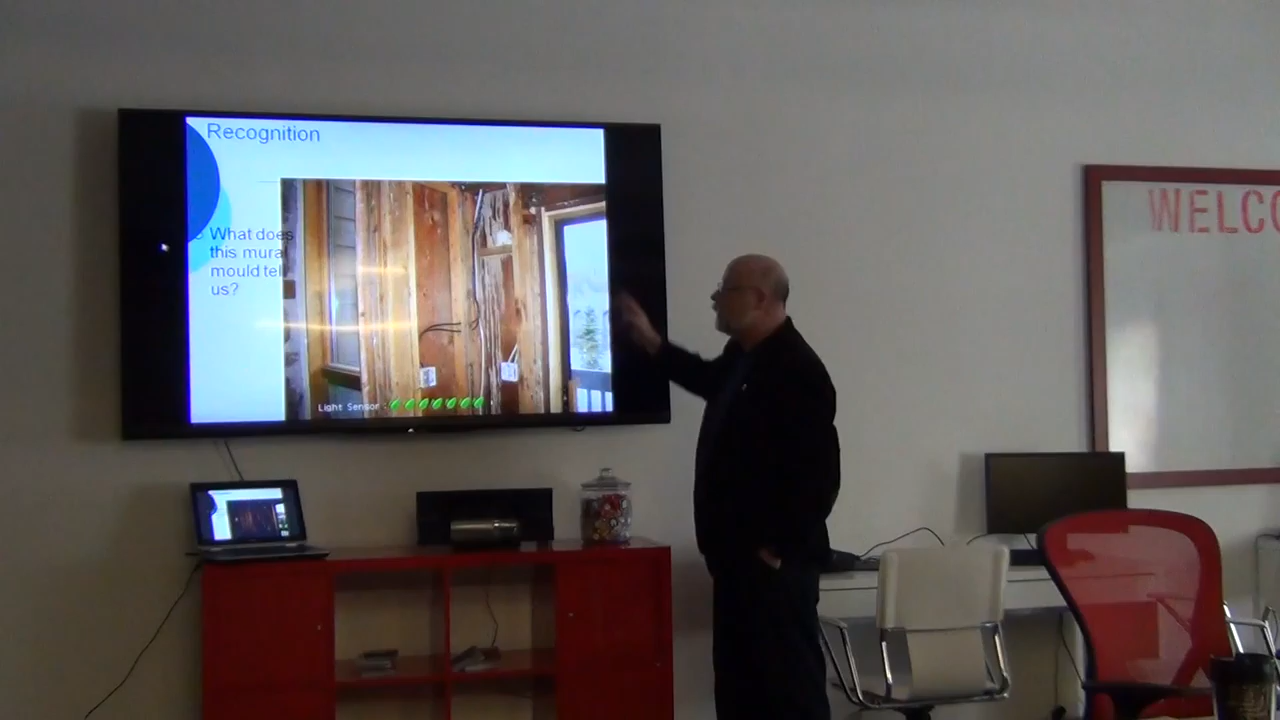 Recognition
What does
this mural
mould tell
us?
Light Sensor :
WELCO